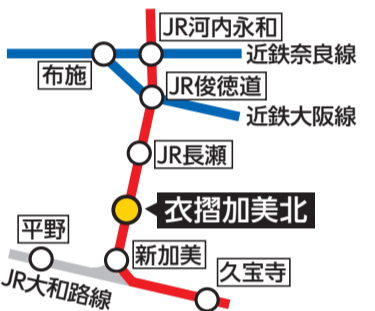 JR河内永和
近鉄奈良線
布施
JR俊徳道
近鉄大阪線
JR長瀬
衣摺加美北
平野
新加美
JR大和路線
久宝寺